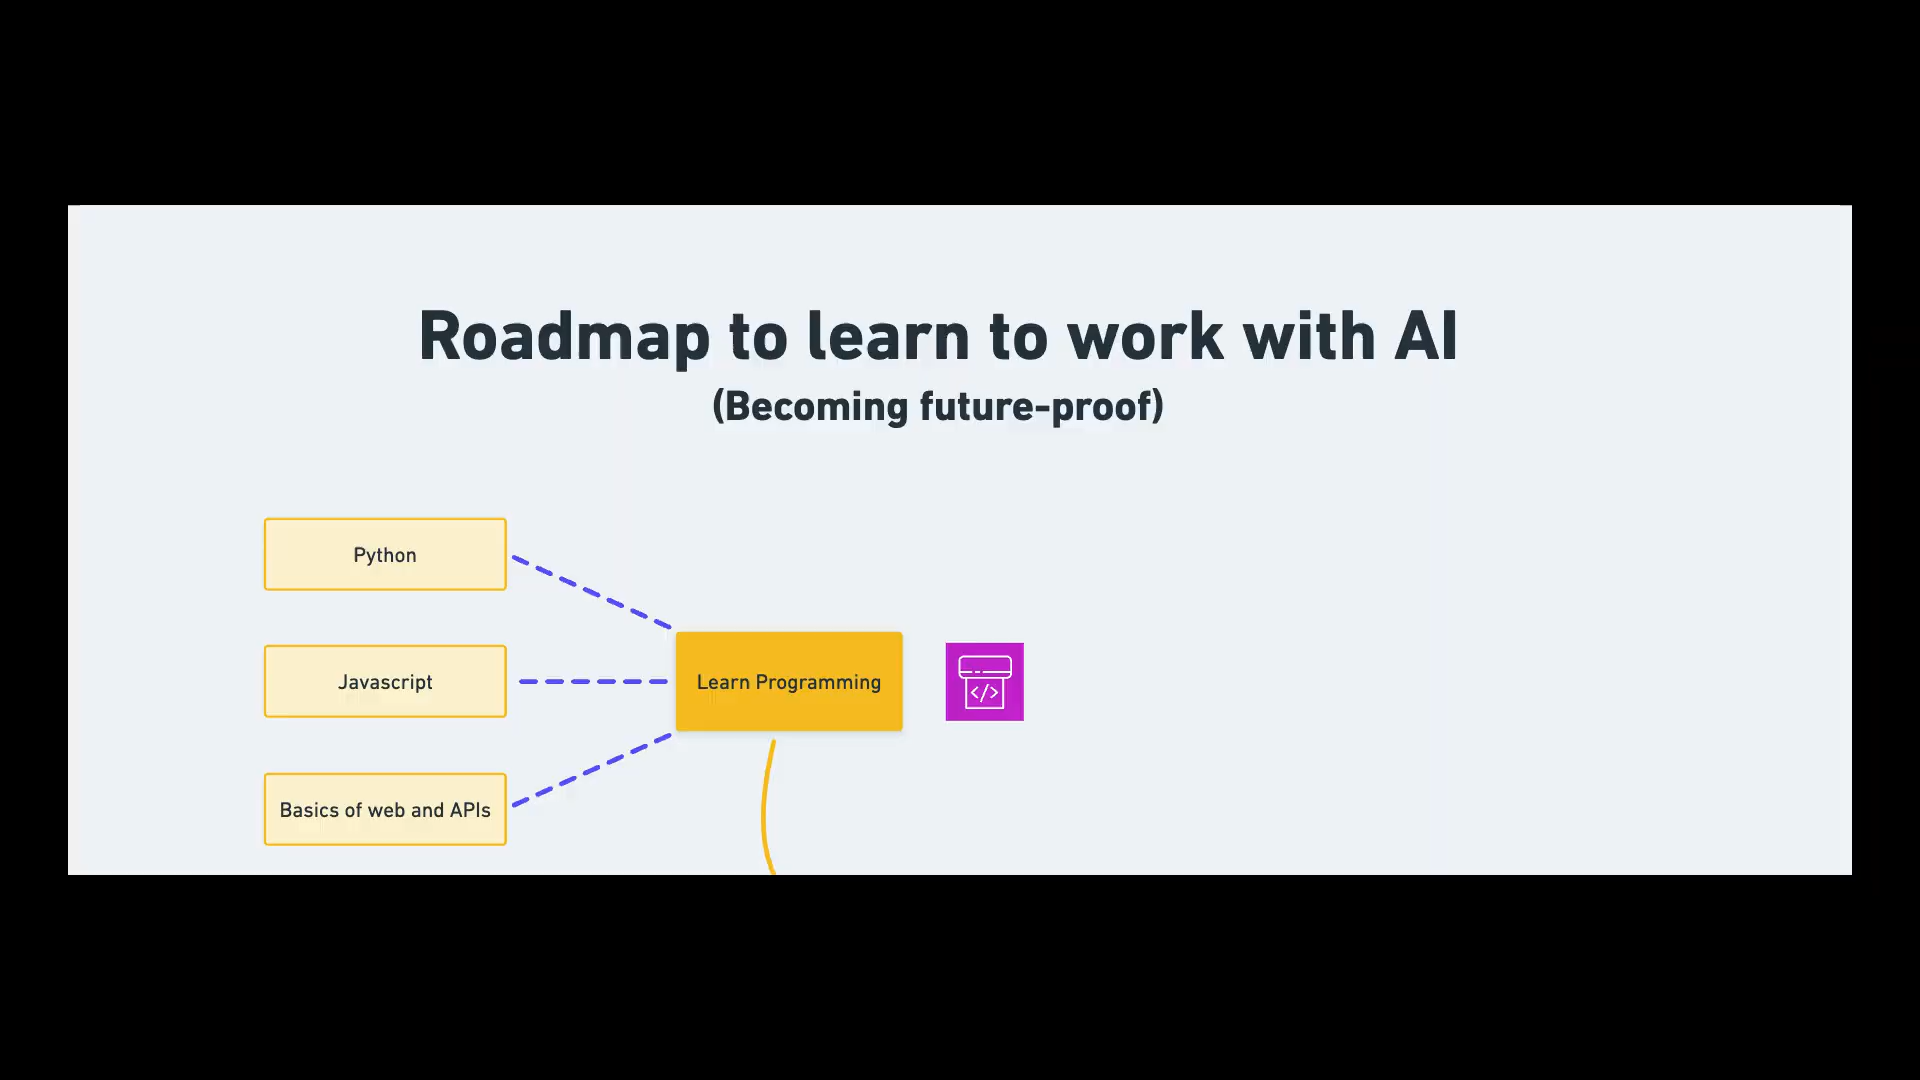 Roadmap to learn to work with AI
(Becoming future-proof)
Python
Javascript
Learn Programming
</>
Basics of web and APIs